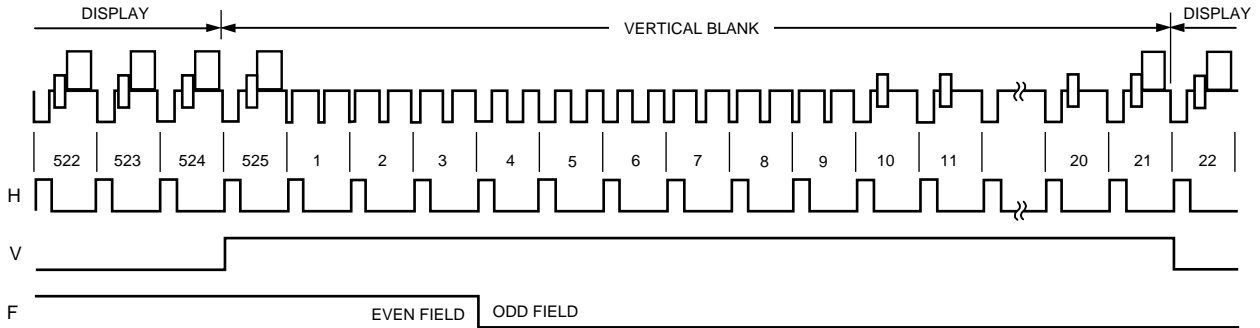 DISPLAY VERTICAL BLANK DISPLAY
522 523 524 525 1 2 3 4 5 6 7 8 9 10 11 20 21 22
H
V
F EVEN FIELD ODD FIELD